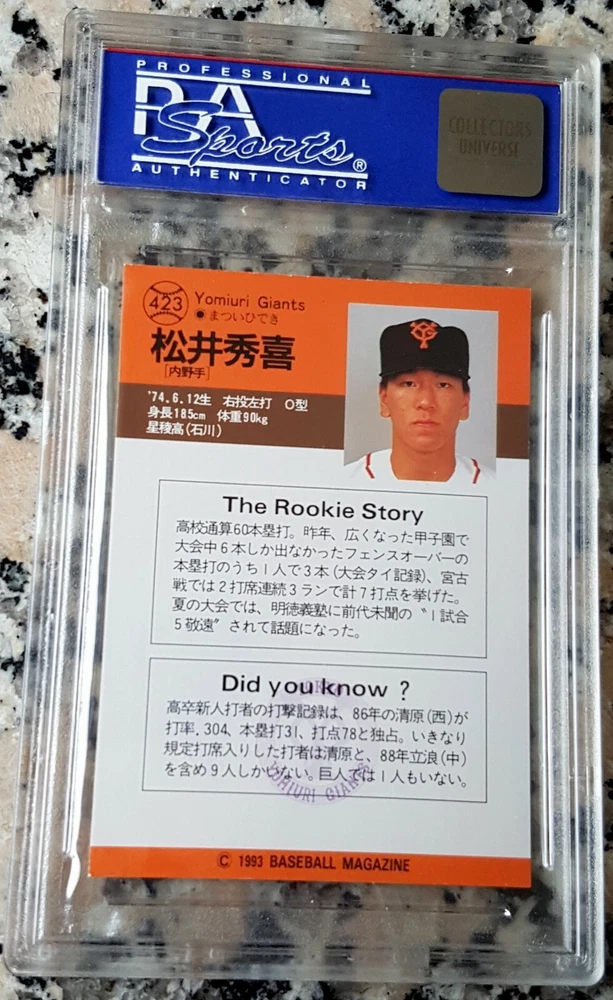 PROFESSIONAL
PSA
Sports®
AUTHENTICATOR
COLLECTORS
UNIVERSE
423
Yomiuri Giants
●まついひでき
松井秀喜
[内野手]
'74.6.12生 右投左打 O型
身長185cm 体重90kg
星稜高(石川)
The Rookie Story
高校通算60本塁打。昨年、広くなった甲子園で
大会中6本しか出なかったフェンスオーバーの
本塁打のうち1人で3本(大会タイ記録)、宮古
戦では2打席連続3ランで計7打点を挙げた。
夏の大会では、明徳義塾に前代未聞の〝1試合
5敬遠〟されて話題になった。
Did you know ?
高卒新人打者の打撃記録は、86年の清原(西)が
打率.304、本塁打31、打点78と独占。いきなり
規定打席入りした打者は清原と、88年立浪(中)
を含め9人しかいない。巨人では1人もいない。
YOMIURI GIANTS
© 1993 BASEBALL MAGAZINE